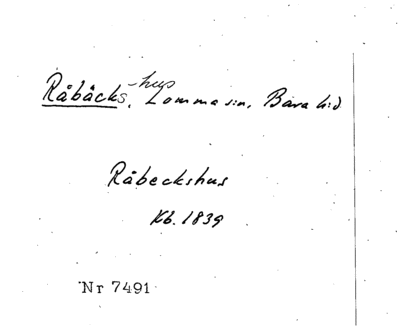 Råbäcks-hus, Lomma sn, Bara hd
Råbeckshus
Kb. 1839
Nr 7491